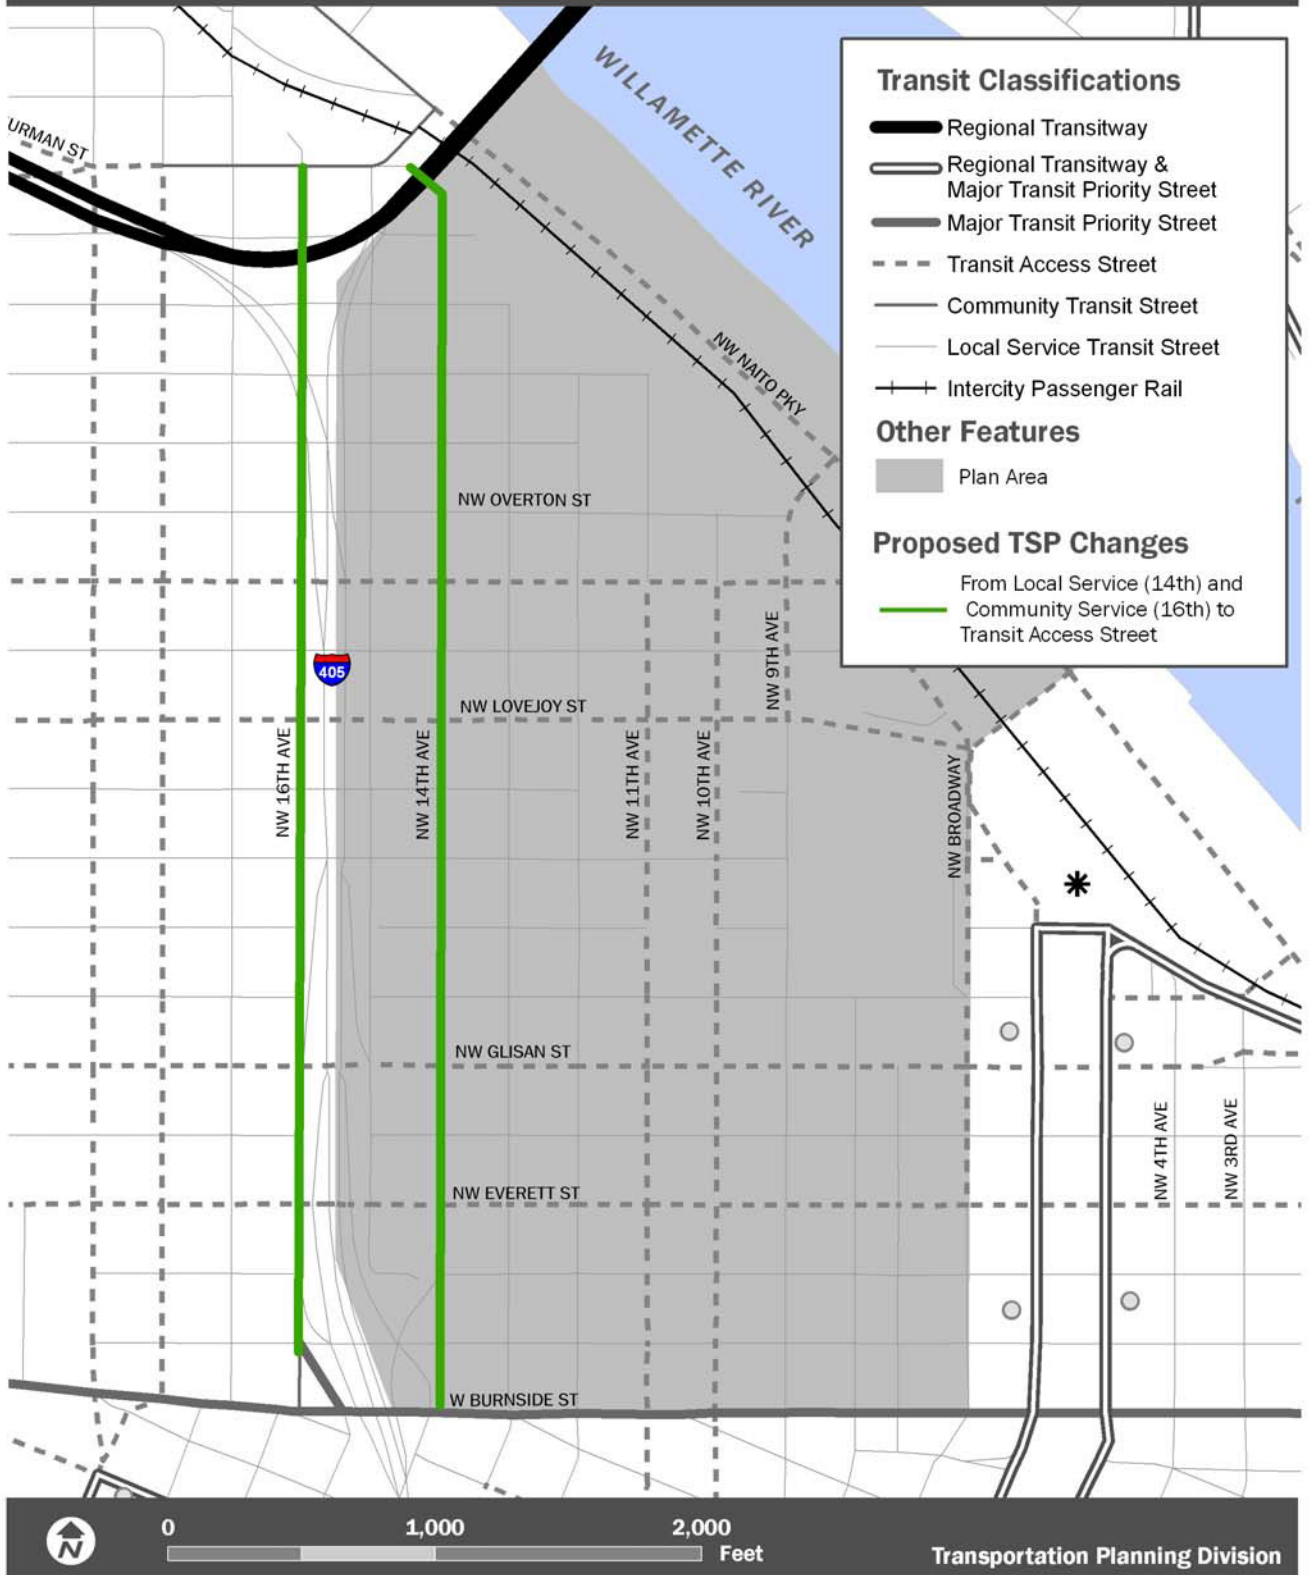 URMAN ST
WILLAMETTE RIVER
Transit Classifications
Regional Transitway
Regional Transitway &
Major Transit Priority Street
Major Transit Priority Street
Transit Access Street
Community Transit Street
Local Service Transit Street
Intercity Passenger Rail
Other Features
Plan Area
Proposed TSP Changes
From Local Service (14th) and
Community Service (16th) to
Transit Access Street
NW NAITO PKY
NW OVERTON ST
NW 9TH AVE
405
NW LOVEJOY ST
NW 16TH AVE
NW 14TH AVE
NW 11TH AVE
NW 10TH AVE
NW BROADWAY
NW GLISAN ST
NW 4TH AVE
NW 3RD AVE
NW EVERETT ST
W BURNSIDE ST
N
0 1,000 2,000
Feet
Transportation Planning Division